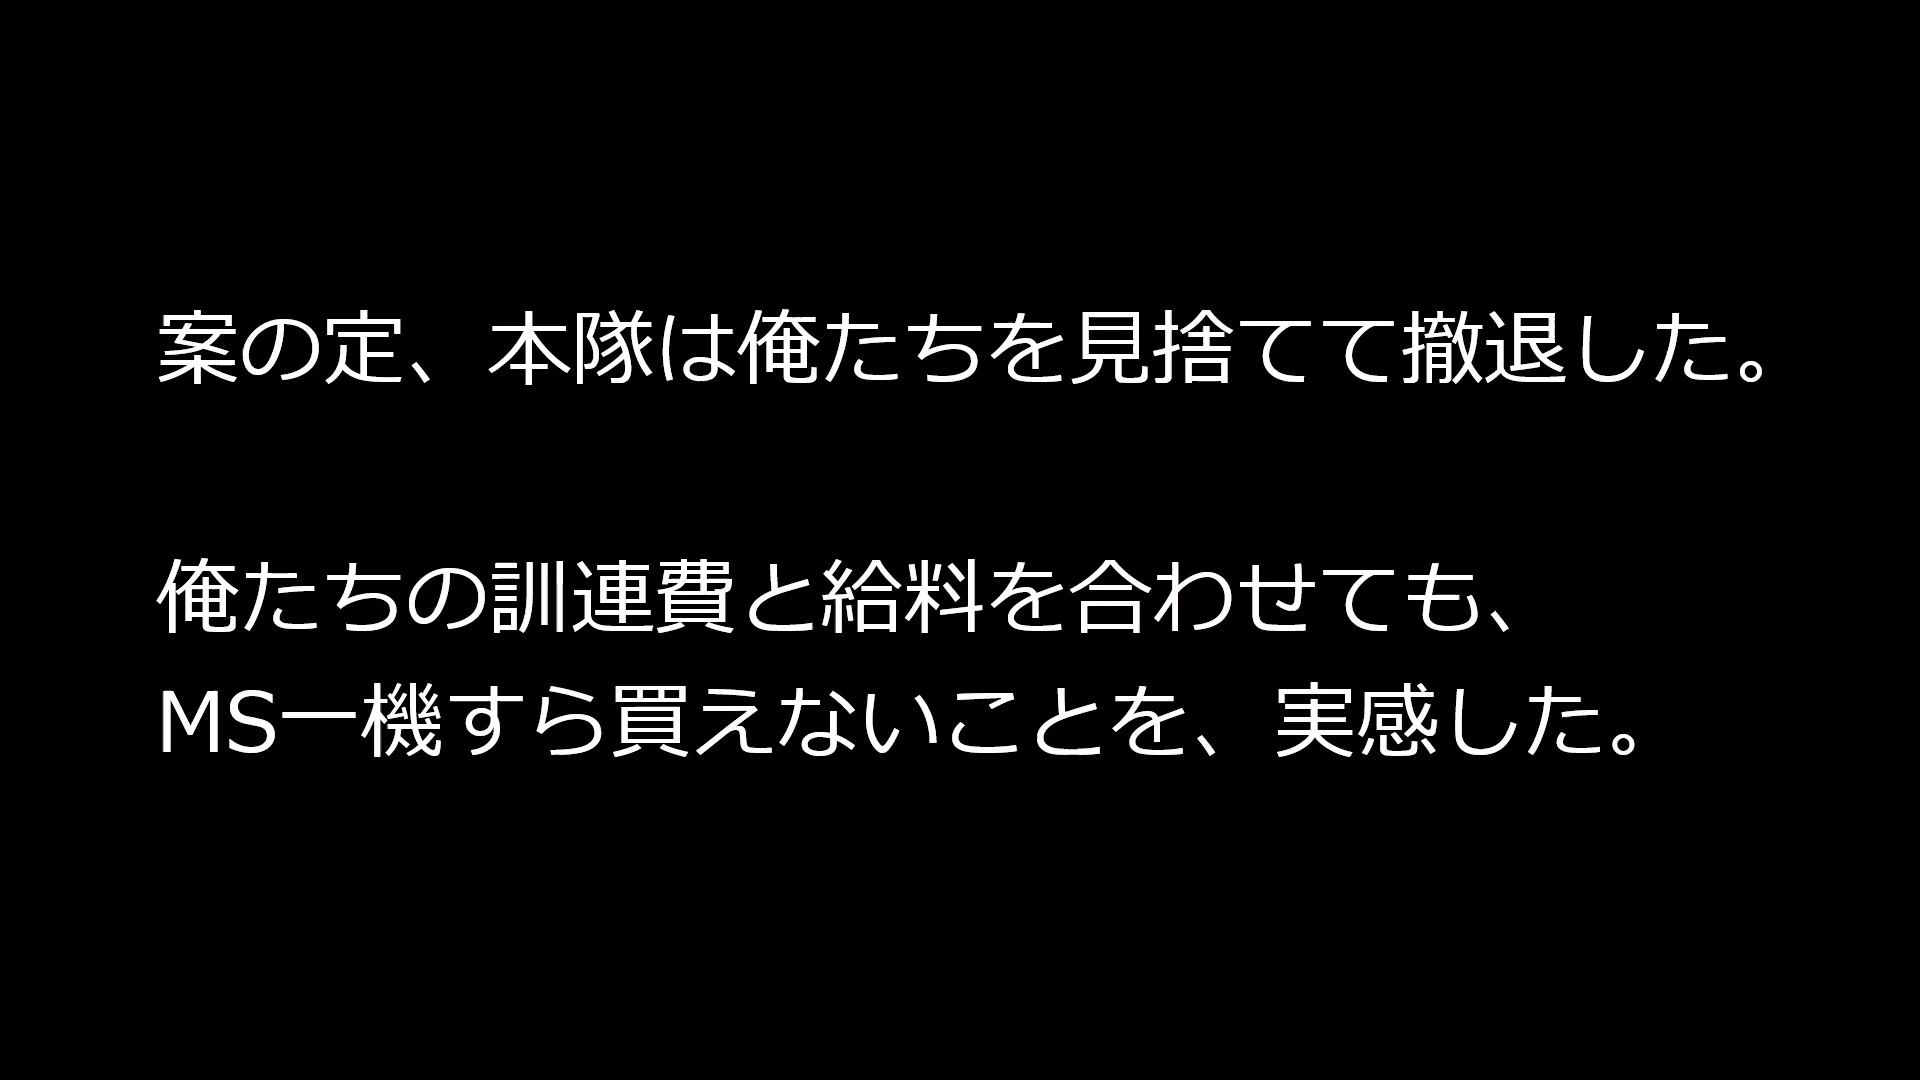 案の定、本隊は俺たちを見捨てて撤退した。
俺たちの訓連費と給料を合わせても、
MS一機すら買えないことを、実感した。